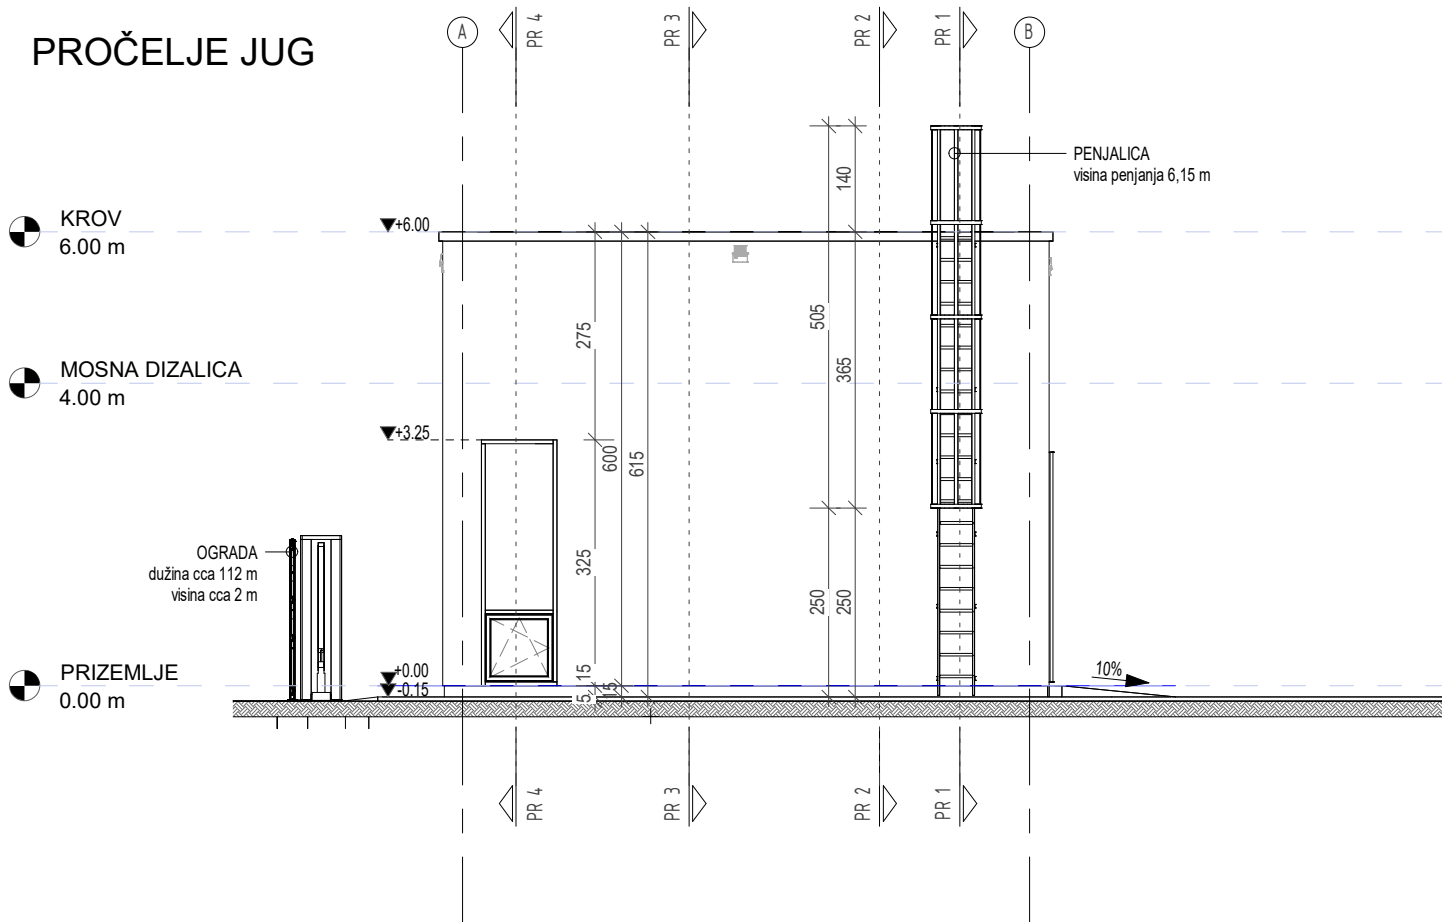 PROČELJE JUG
A
PR 4
PR 3
PR 2
PR 1
B
PENJALICA
visina penjanja 6,15 m
140
KROV
6.00 m
+6.00
275
505
365
MOSNA DIZALICA
4.00 m
+3.25
600
615
OGRADA
dužina cca 112 m
visina cca 2 m
325
250
250
PRIZEMLJE
0.00 m
+0.00
-0.15
15
15
5
10%
PR 4
PR 3
PR 2
PR 1